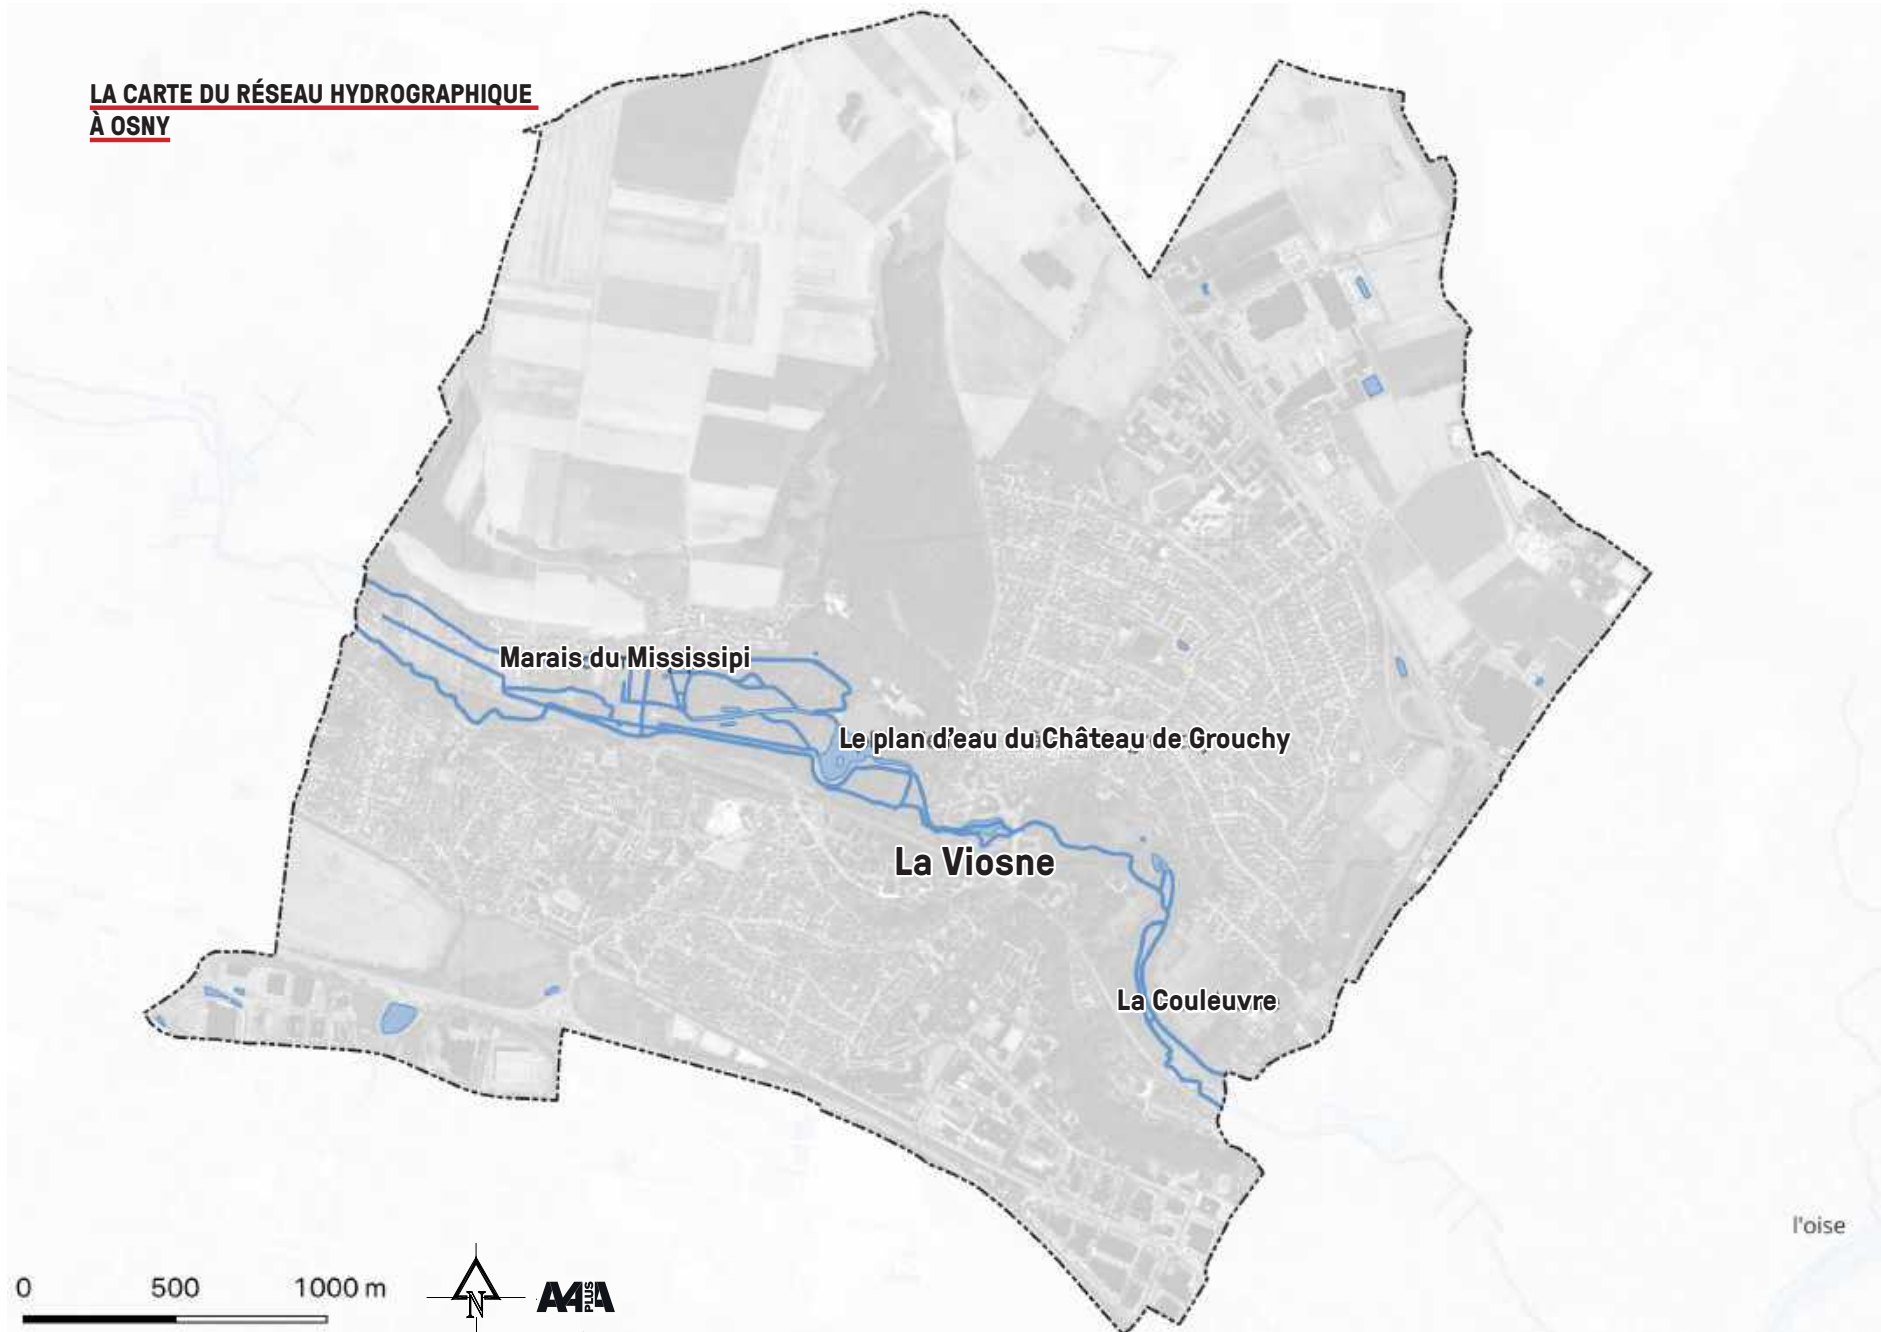 LA CARTE DU RÉSEAU HYDROGRAPHIQUE
À OSNY
Marais du Mississipi
Le plan d'eau du Château de Grouchy
La Viosne
La Couleuvre
l'oise
0 500 1000 m
N
A4A PLUS